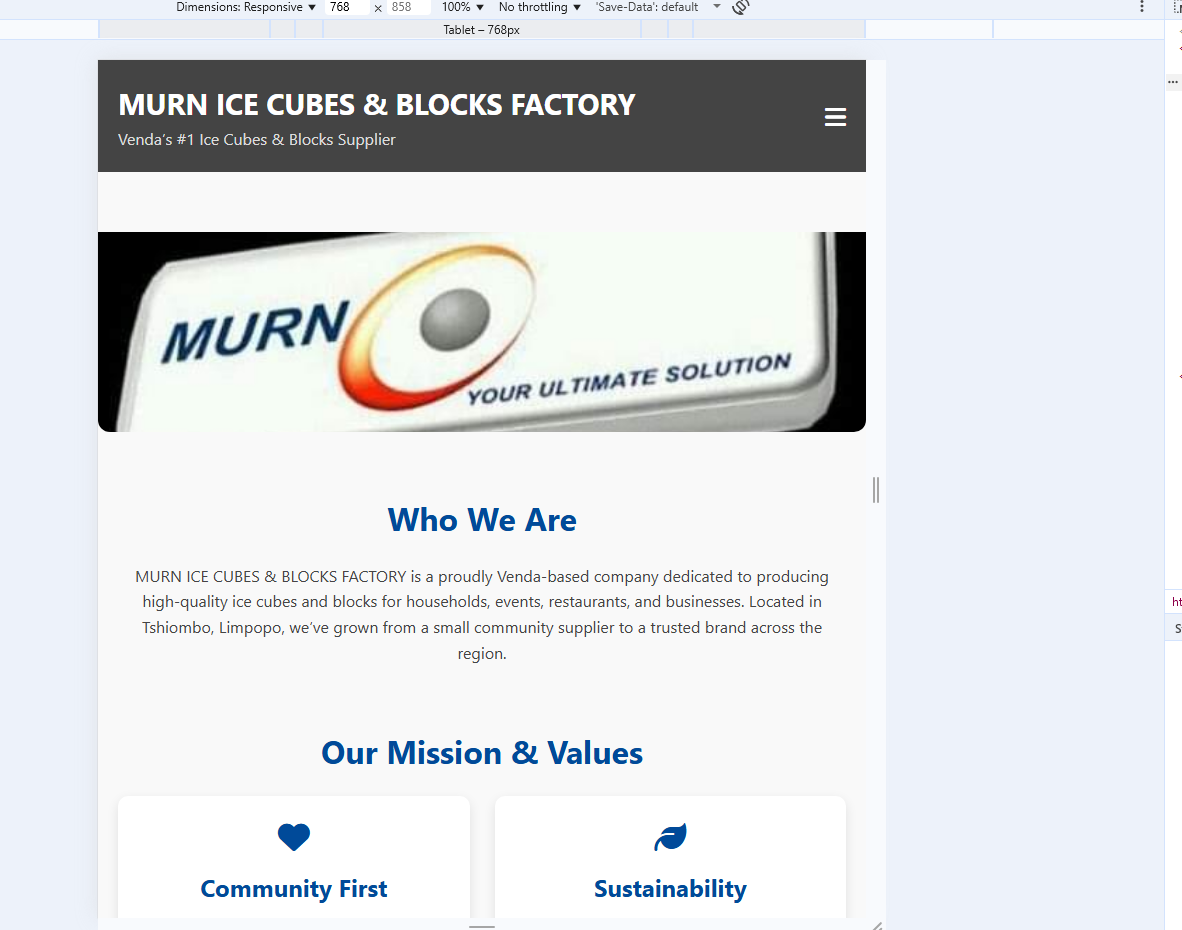 Dimensions: Responsive ▼ 768 × 858 100% ▼ No throttling ▼ 'Save-Data': default
Tablet – 768px
MURN ICE CUBES & BLOCKS FACTORY
Venda's #1 Ice Cubes & Blocks Supplier
MURN
YOUR ULTIMATE SOLUTION
Who We Are
MURN ICE CUBES & BLOCKS FACTORY is a proudly Venda-based company dedicated to producing
high-quality ice cubes and blocks for households, events, restaurants, and businesses. Located in
Tshiombo, Limpopo, we've grown from a small community supplier to a trusted brand across the
region.
Our Mission & Values
Community First
Sustainability